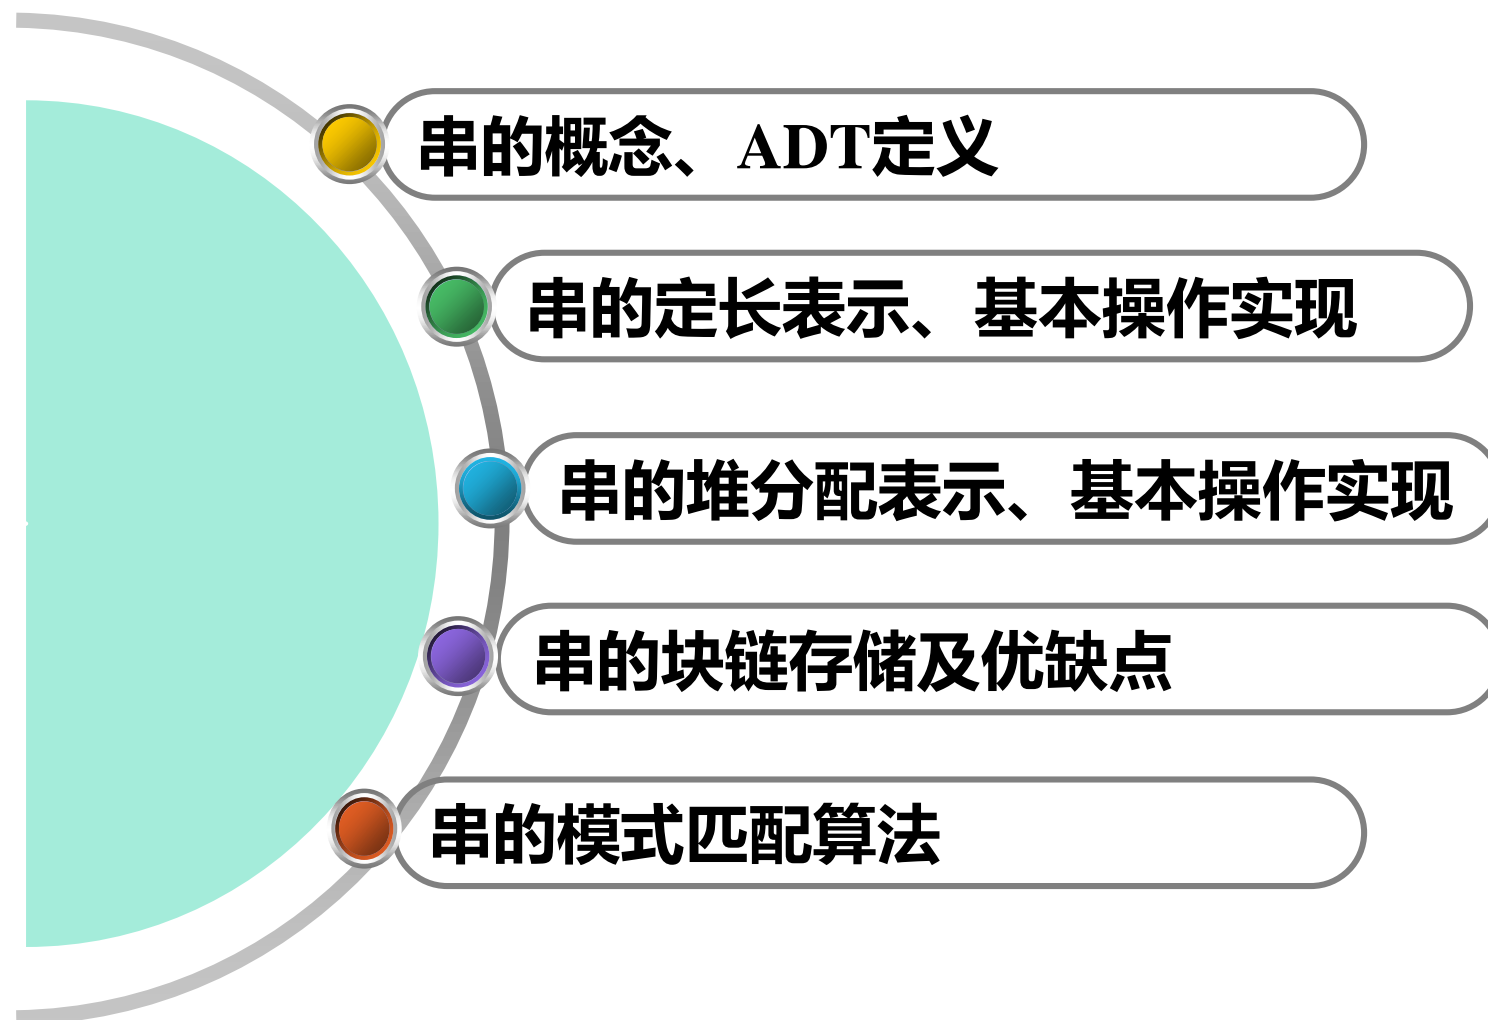 串的概念、ADT定义
串的定长表示、基本操作实现
串的堆分配表示、基本操作实现
串的块链存储及优缺点
串的模式匹配算法